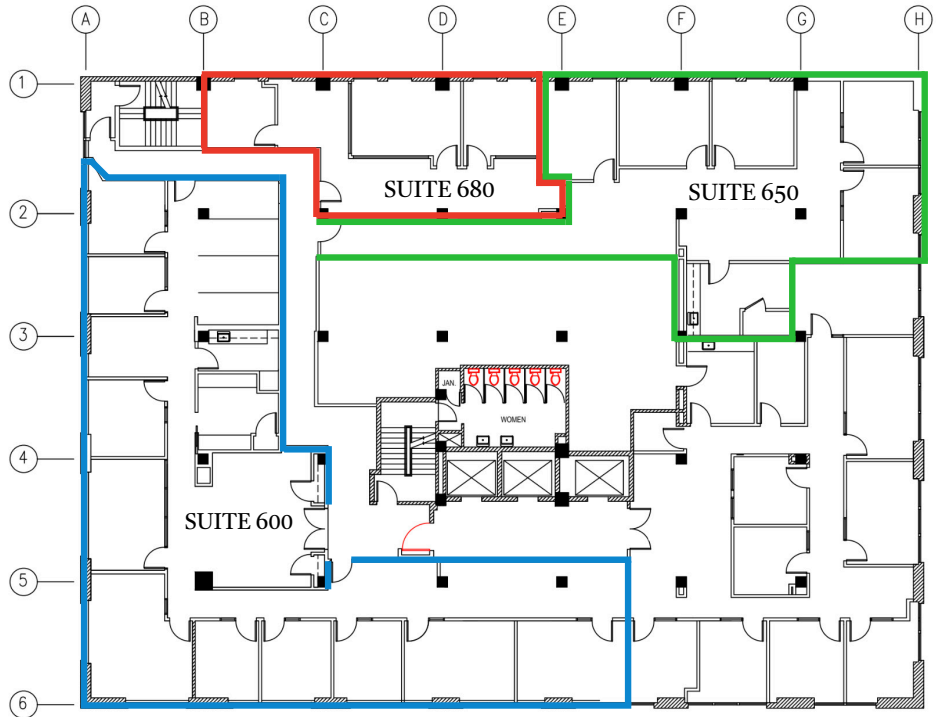 A B C D E F G H
1
SUITE 680
SUITE 650
2
3
JAN.
WOMEN
4
SUITE 600
5
6